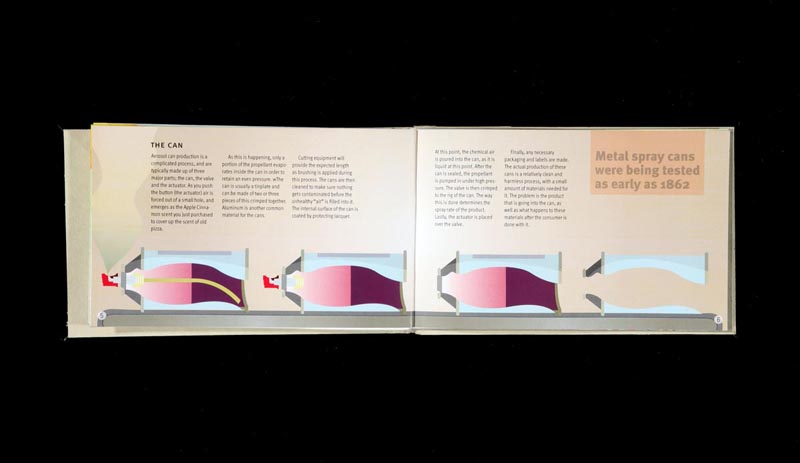 THE CAN
Aerosol can production is a
complicated process, and are
typically made up of three
major parts; the can, the valve
and the actuator. As you push
the button (the actuator) air is
forced out of a small hole, and
emerges as the Apple Cinna-
mon scent you just purchased
to cover up the scent of old
pizza.
As this is happening, only a
portion of the propellant evapo-
rates inside the can in order to
retain an even pressure. wThe
can is usually a tinplate and
can be made of two or three
pieces of this crimped together.
Aluminum is another common
material for the cans.
Cutting equipment will
provide the expected length
as brushing is applied during
this process. The cans are then
cleaned to make sure nothing
gets contaminated before the
unhealthy "air" is filled into it.
The internal surface of the can is
coated by protecting lacquer.
At this point, the chemical air
is poured into the can, as it is
liquid at this point. After the
can is sealed, the propellant
is pumped in under high pres-
sure. The valve is then crimped
to the rig of the can. The way
this is done determines the
spray rate of the product.
Lastly, the actuator is placed
over the valve.
Finally, any necessary
packaging and labels are made.
The actual production of these
cans is a relatively clean and
harmless process, with a small
amount of materials needed for
it. The problem is the product
that is going into the can, as
well as what happens to these
materials after the consumer is
done with it.
Metal spray cans
were being tested
as early as 1862
5
6